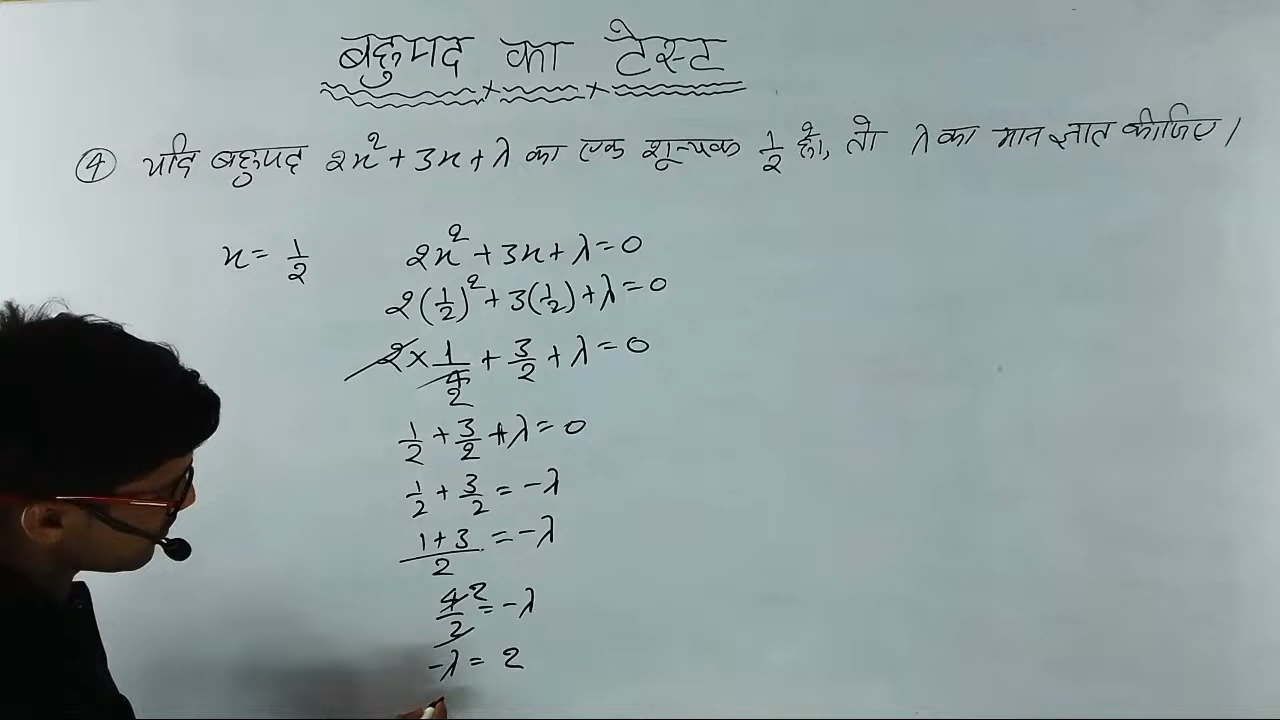 बहुपद का टेस्ट
④ यदि बहुपद 2x² + 3x + λ का एक शून्यक 1/2 है, तो λ का मान ज्ञात कीजिए।
x = 1/2 2x² + 3x + λ = 0
2(1/2)² + 3(1/2) + λ = 0
2 × 1/4 2 + 3/2 + λ = 0
1/2 + 3/2 + λ = 0
1/2 + 3/2 = -λ
1+3/2 = -λ
4/2 2 = -λ
-λ = 2